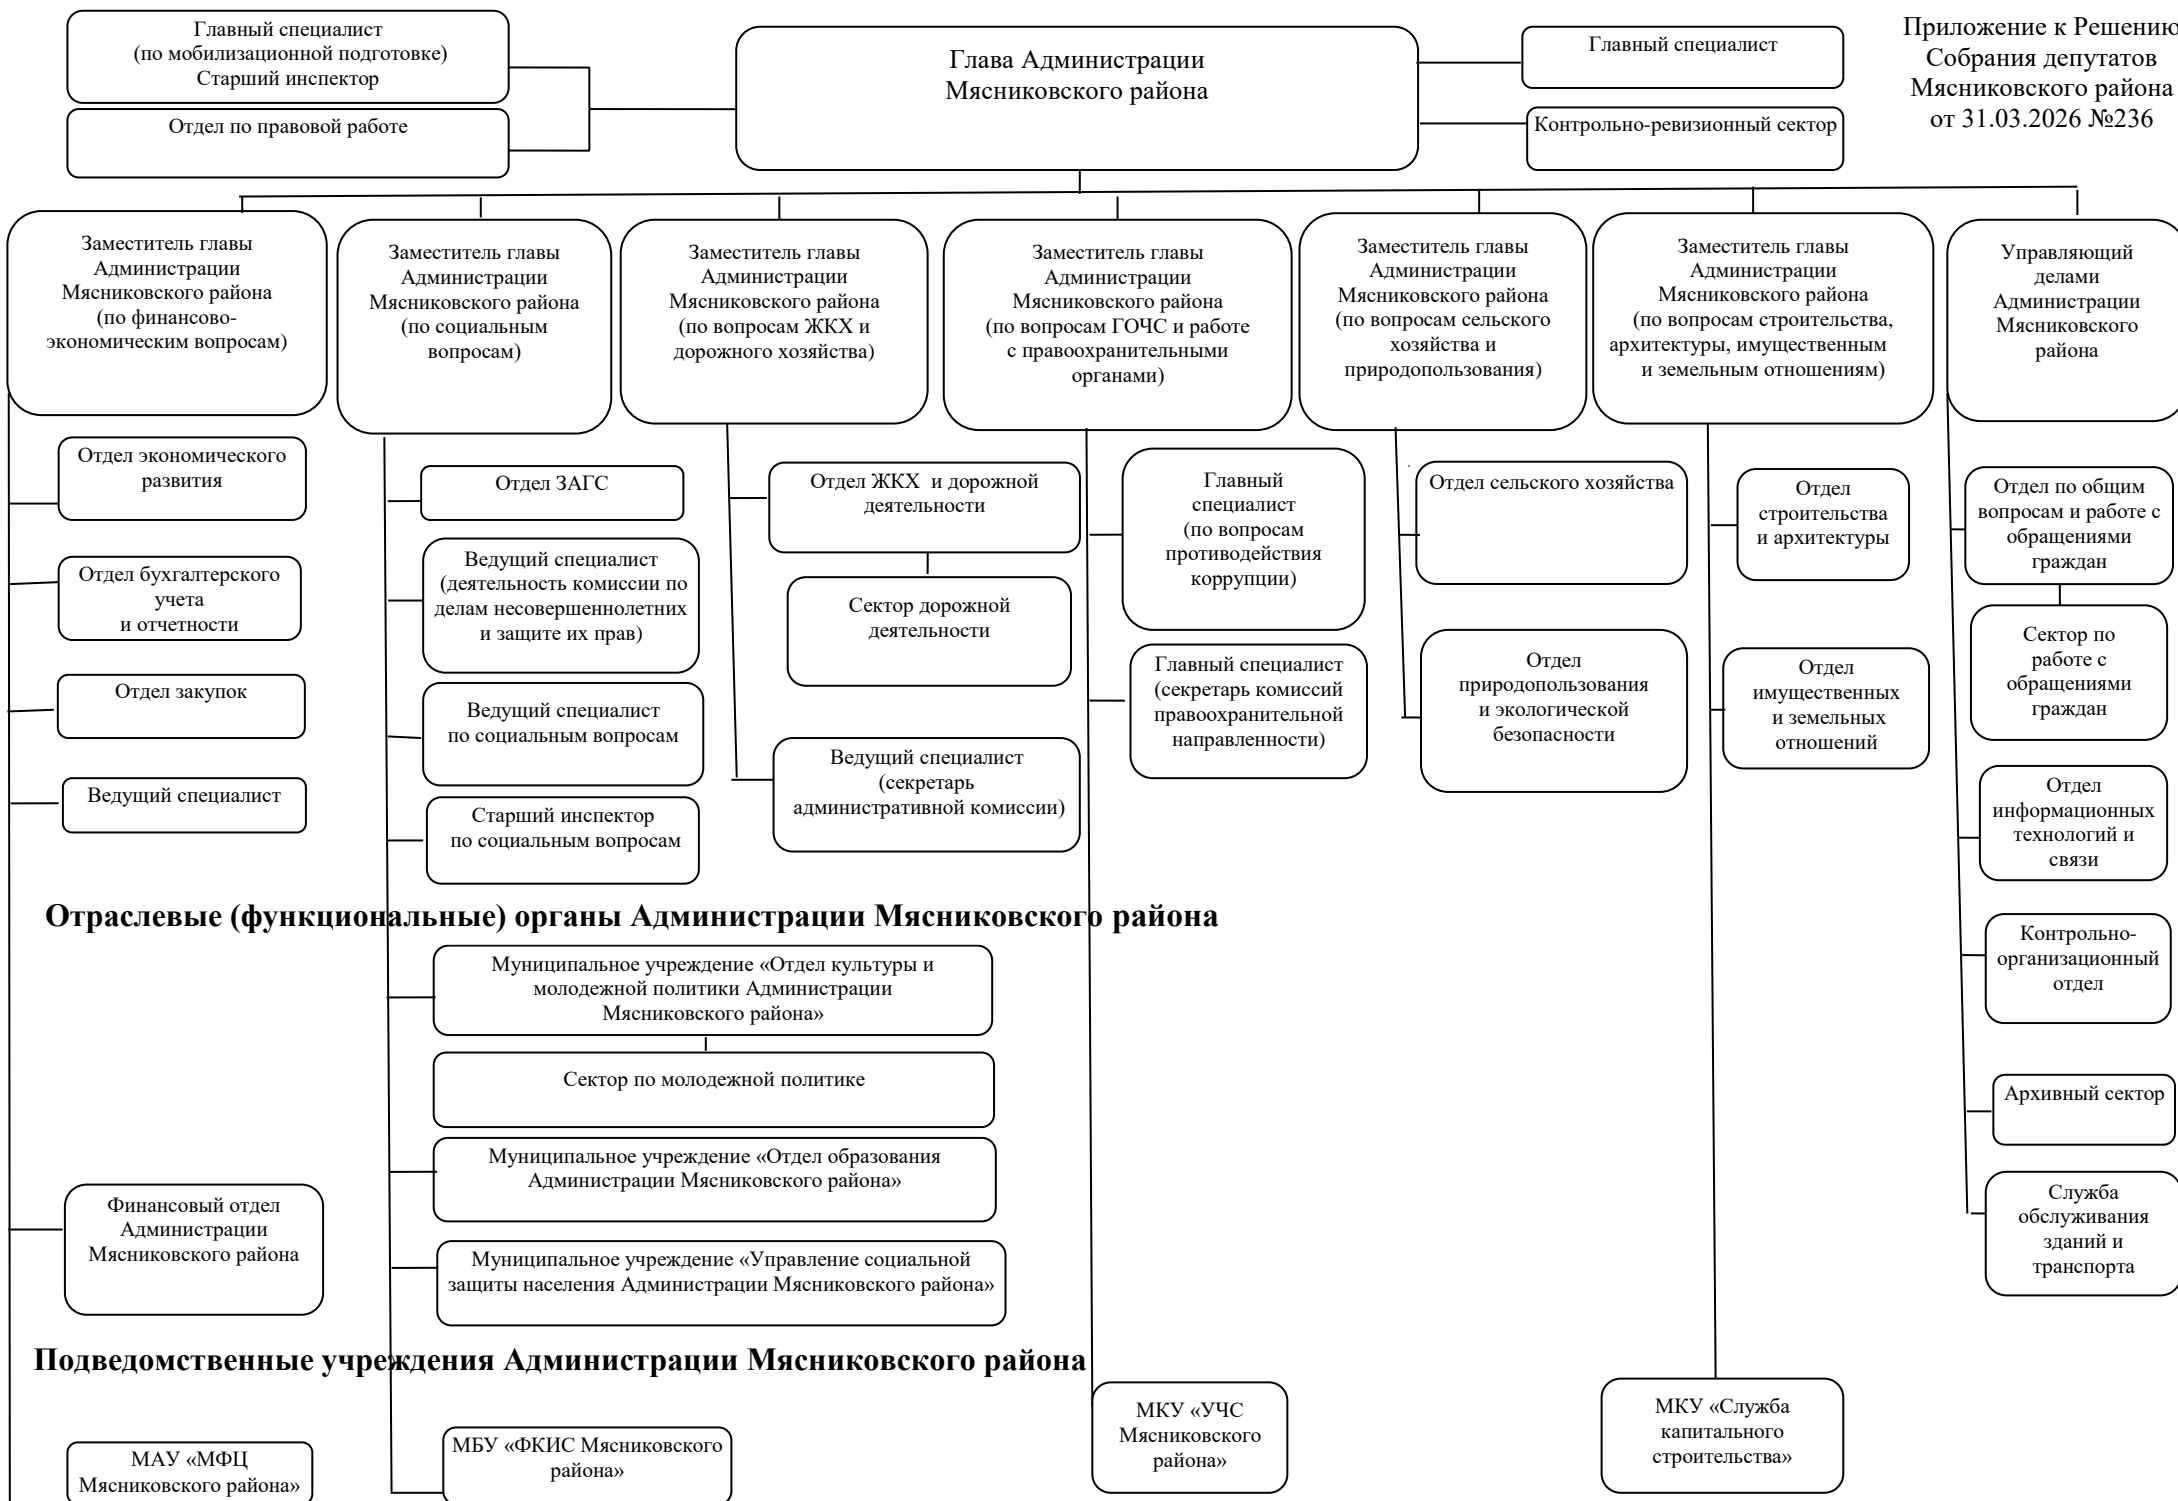 Главный специалист
(по мобилизационной подготовке)
Старший инспектор
Отдел по правовой работе
Глава Администрации
Мясниковского района
Главный специалист
Контрольно-ревизионный сектор
Приложение к Решению
Собрания депутатов
Мясниковского района
от 31.03.2026 №236
Заместитель главы
Администрации
Мясниковского района
(по финансово-
экономическим вопросам)
Заместитель главы
Администрации
Мясниковского района
(по социальным
вопросам)
Заместитель главы
Администрации
Мясниковского района
(по вопросам ЖКХ и
дорожного хозяйства)
Заместитель главы
Администрации
Мясниковского района
(по вопросам ГОЧС и работе
с правоохранительными
органами)
Заместитель главы
Администрации
Мясниковского района
(по вопросам сельского
хозяйства и
природопользования)
Заместитель главы
Администрации
Мясниковского района
(по вопросам строительства,
архитектуры, имущественным
и земельным отношениям)
Управляющий
делами
Администрации
Мясниковского
района
Отдел экономического
развития
Отдел бухгалтерского
учета
и отчетности
Отдел закупок
Ведущий специалист
Отдел ЗАГС
Ведущий специалист
(деятельность комиссии по
делам несовершеннолетних
и защите их прав)
Ведущий специалист
по социальным вопросам
Старший инспектор
по социальным вопросам
Отдел ЖКХ и дорожной
деятельности
Сектор дорожной
деятельности
Ведущий специалист
(секретарь
административной комиссии)
Главный
специалист
(по вопросам
противодействия
коррупции)
Главный специалист
(секретарь комиссий
правоохранительной
направленности)
Отдел сельского хозяйства
Отдел
природопользования
и экологической
безопасности
Отдел
строительства
и архитектуры
Отдел
имущественных
и земельных
отношений
Отдел по общим
вопросам и работе с
обращениями
граждан
Сектор по
работе с
обращениями
граждан
Отдел
информационных
технологий и
связи
Контрольно-
организационный
отдел
Архивный сектор
Служба
обслуживания
зданий и
транспорта
Отраслевые (функциональные) органы Администрации Мясниковского района
Муниципальное учреждение «Отдел культуры и
молодежной политики Администрации
Мясниковского района»
Сектор по молодежной политике
Муниципальное учреждение «Отдел образования
Администрации Мясниковского района»
Финансовый отдел
Администрации
Мясниковского района
Муниципальное учреждение «Управление социальной
защиты населения Администрации Мясниковского района»
Подведомственные учреждения Администрации Мясниковского района
МАУ «МФЦ
Мясниковского района»
МБУ «ФКИС Мясниковского
района»
МКУ «УЧС
Мясниковского
района»
МКУ «Служба
капитального
строительства»